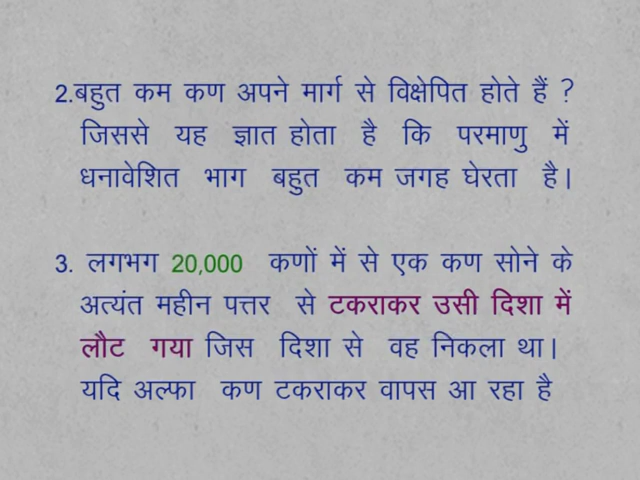 2.बहुत कम कण अपने मार्ग से विक्षेपित होते हैं ?
जिससे यह ज्ञात होता है कि परमाणु में
धनावेशित भाग बहुत कम जगह घेरता है।
3. लगभग 20,000 कणों में से एक कण सोने के
अत्यंत महीन पत्तर से टकराकर उसी दिशा में
लौट गया जिस दिशा से वह निकला था।
यदि अल्फा कण टकराकर वापस आ रहा है